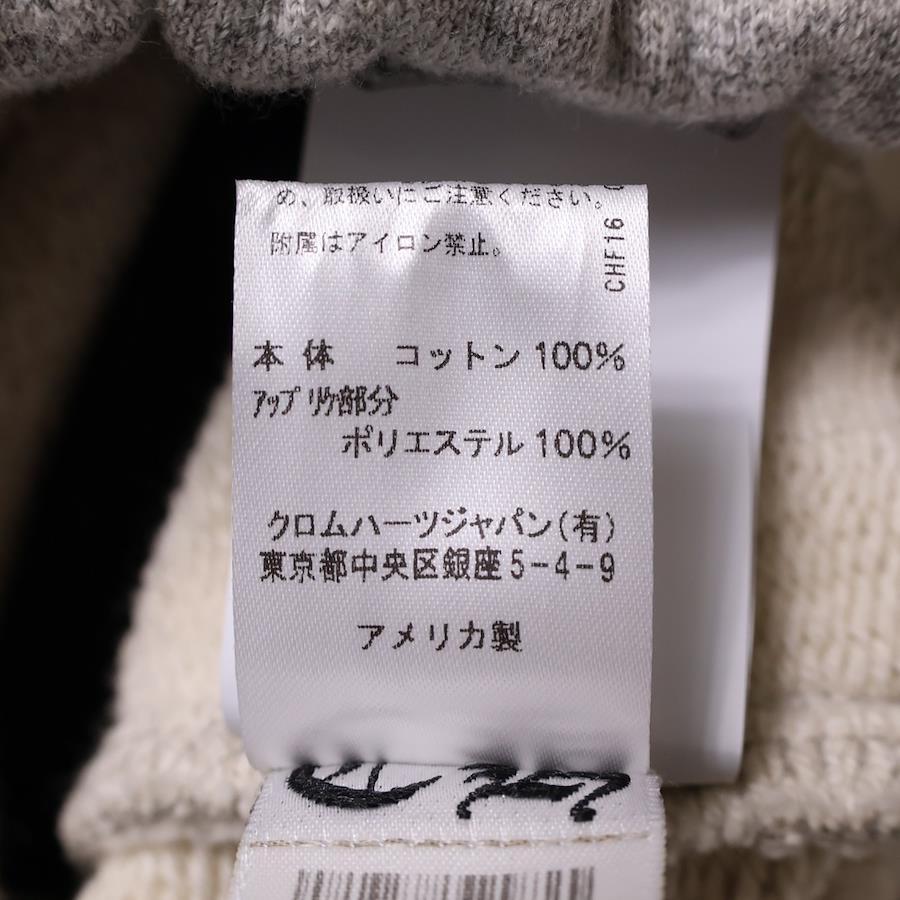 め、取扱いにご注意ください。
附属はアイロン禁止。
CHF16
本 体 コットン 100%
アップリケ部分
ポリエステル 100%
クロムハーツジャパン(有)
東京都中央区銀座5-4-9
アメリカ製